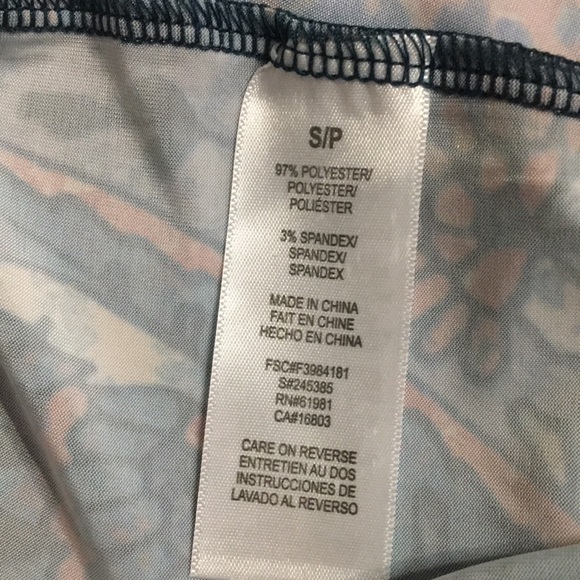 S/P
97% POLYESTER/
POLYESTER/
POLIÉSTER
3% SPANDEX/
SPANDEX/
SPANDEX
MADE IN CHINA
FAIT EN CHINE
HECHO EN CHINA
FSC#F3984181
S#245385
RN#61981
CA#16803
CARE ON REVERSE
ENTRETIEN AU DOS
INSTRUCCIONES DE
LAVADO AL REVERSO